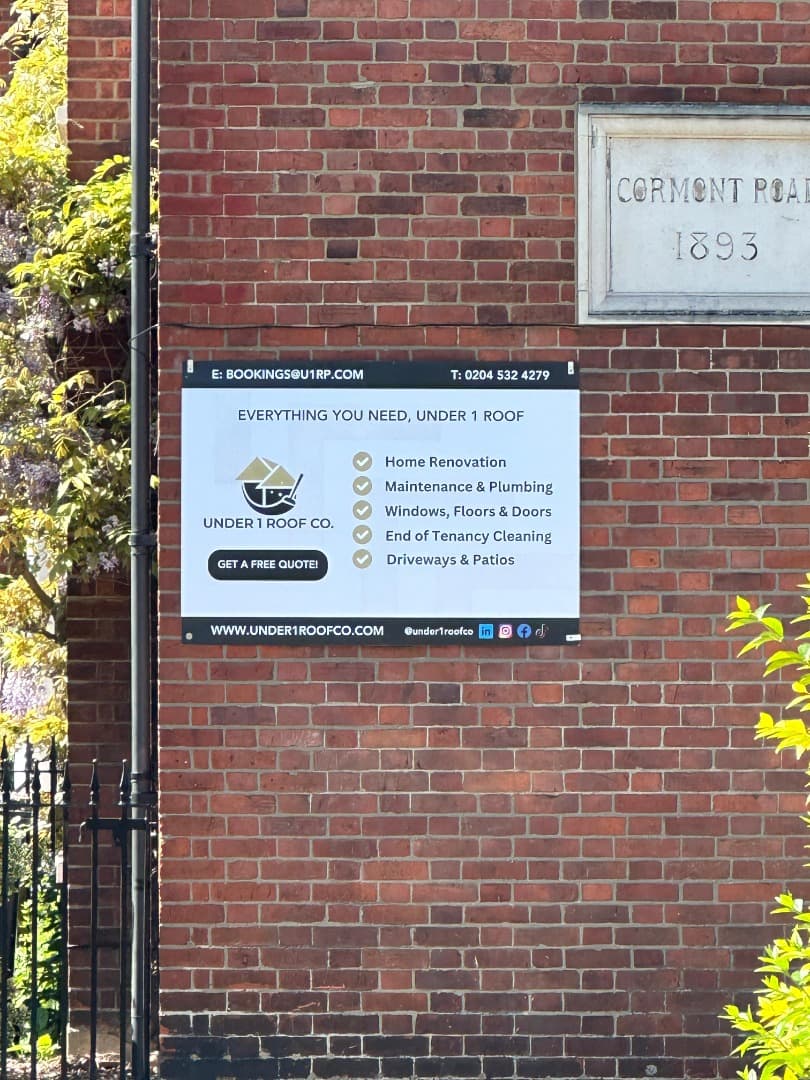 CORMONT ROAD
1893
E: BOOKINGS@U1RP.COM T: 0204 532 4279
EVERYTHING YOU NEED, UNDER 1 ROOF
Home Renovation
Maintenance & Plumbing
Windows, Floors & Doors
End of Tenancy Cleaning
Driveways & Patios
UNDER 1 ROOF CO.
GET A FREE QUOTE!
WWW.UNDER1ROOFCO.COM @under1roofco in